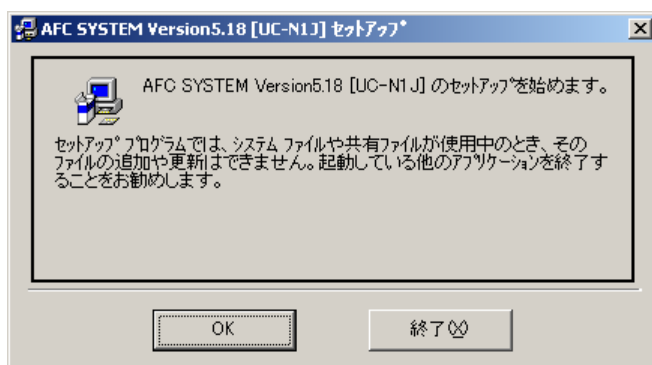 AFC SYSTEM Version5.18 [UC-N1J] ｾｯﾄｱｯﾌﾟ
AFC SYSTEM Version5.18 [UC-N1J] のｾｯﾄｱｯﾌﾟを始めます。
ｾｯﾄｱｯﾌﾟ ﾌﾟﾛｸﾞﾗﾑでは、ｼｽﾃﾑ ﾌｧｲﾙや共有ﾌｧｲﾙが使用中のとき、その
ﾌｧｲﾙの追加や更新はできません。起動している他のｱﾌﾟﾘｹｰｼｮﾝを終了す
ることをお勧めします。
OK
終了(X)